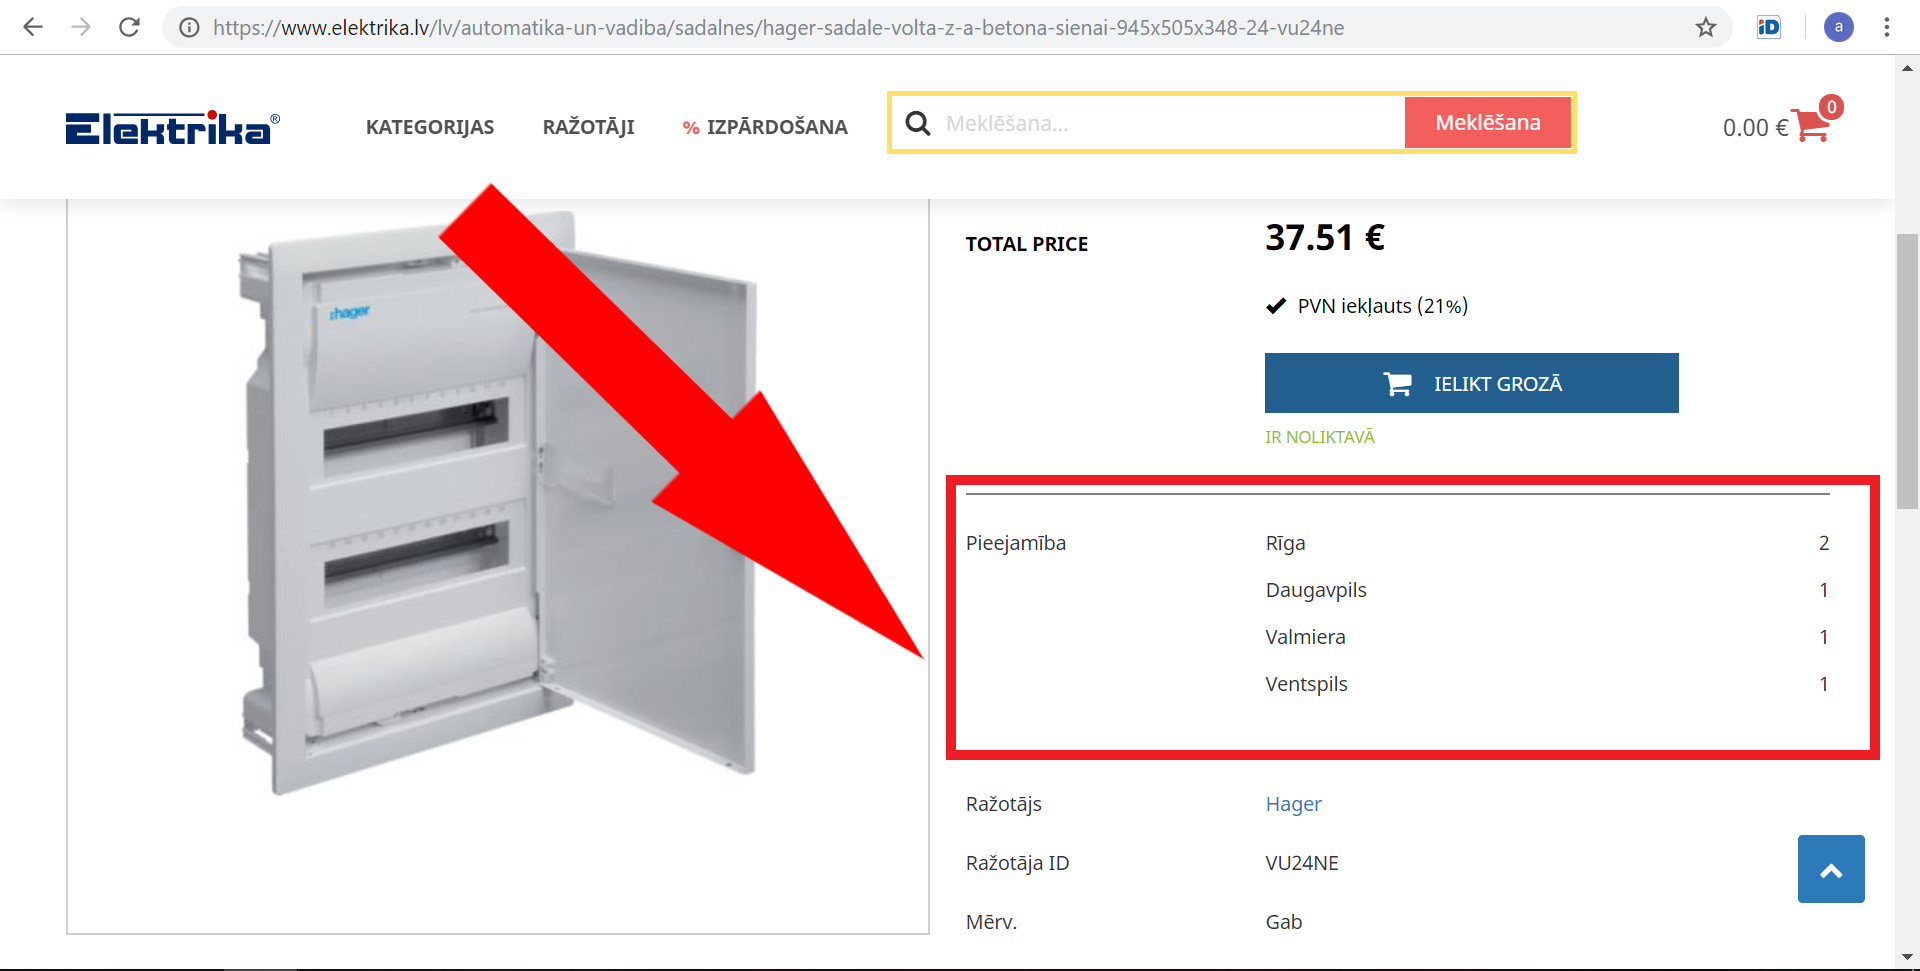 https://www.elektrika.lv/lv/automatika-un-vadiba/sadalnes/hager-sadale-volta-z-a-betona-sienai-945x505x348-24-vu24ne
iD
a
Elektrika®
KATEGORIJAS
RAŽOTĀJI
% IZPĀRDOŠANA
Meklēšana...
Meklēšana
0.00 €
0
:hager
TOTAL PRICE
37.51 €
PVN iekļauts (21%)
IELIKT GROZĀ
IR NOLIKTAVĀ
Pieejamība
Rīga 2
Daugavpils 1
Valmiera 1
Ventspils 1
Ražotājs Hager
Ražotāja ID VU24NE
Mērv. Gab